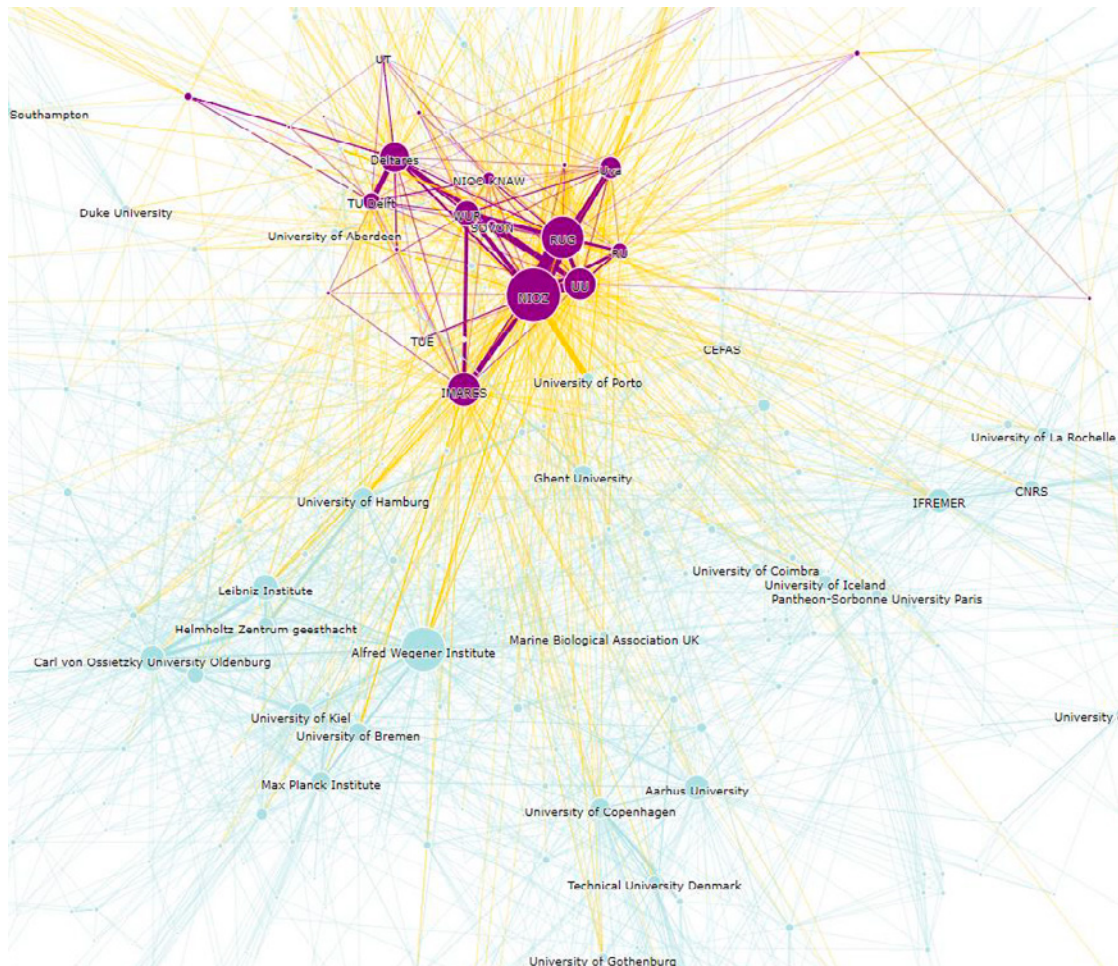 UT
Southampton
Deltares
Uva
NIOO KNAW
TU Delft
Duke University
WUR
SOVON
University of Aberdeen
RUG
RU
UU
NIOZ
TUE
CEFAS
University of Porto
IMARES
University of La Rochelle
Ghent University
CNRS
University of Hamburg
IFREMER
University of Coimbra
University of Iceland
Leibniz Institute
Pantheon-Sorbonne University Paris
Helmholtz Zentrum geesthacht
Marine Biological Association UK
Alfred Wegener Institute
Carl von Ossietzky University Oldenburg
University of Kiel
University
University of Bremen
Max Planck Institute
Aarhus University
University of Copenhagen
Technical University Denmark
University of Gothenburg